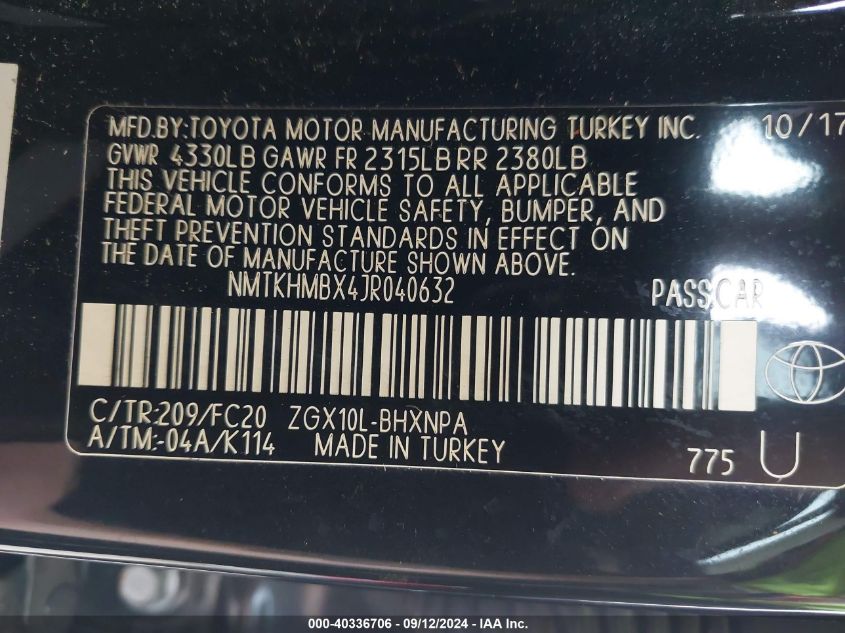 MFD.BY:TOYOTA MOTOR MANUFACTURING TURKEY INC. 10/17
GVWR 4330LB GAWR FR 2315LB RR 2380LB
THIS VEHICLE CONFORMS TO ALL APPLICABLE
FEDERAL MOTOR VEHICLE SAFETY, BUMPER, AND
THEFT PREVENTION STANDARDS IN EFFECT ON
THE DATE OF MANUFACTURE SHOWN ABOVE.
NMTKHMBX4JR040632 PASS.CAR
C/TR:209/FC20 ZGX10L-BHXNPA
A/TM:-04A/K114 MADE IN TURKEY 775 U
000-40336706 - 09/12/2024 - IAA Inc.